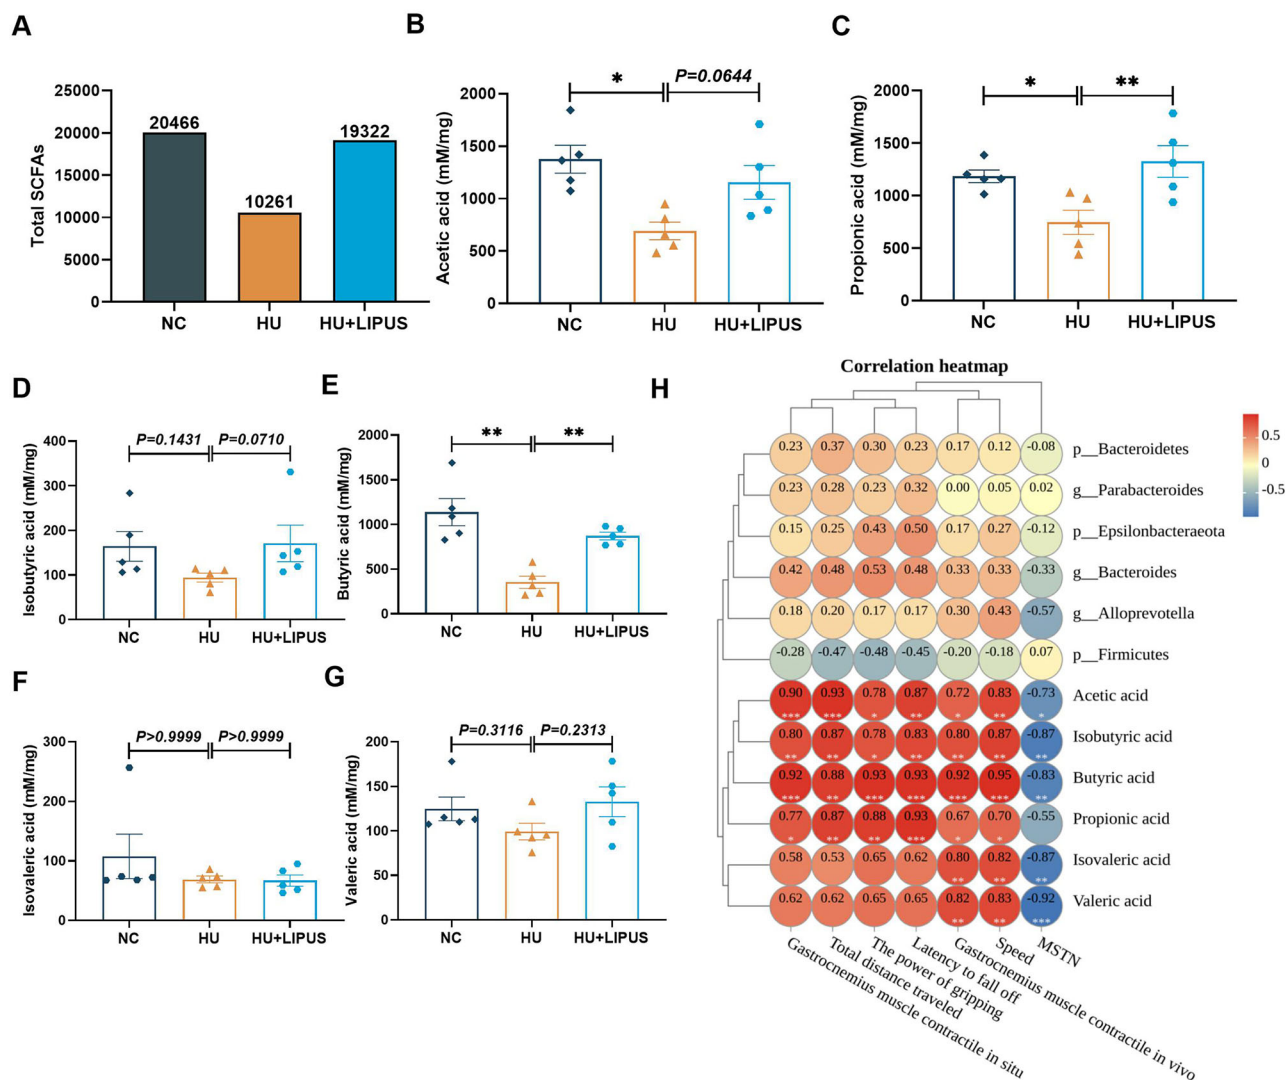 A
Total SCFAs
25000
20000
15000
10000
5000
0
20466
10261
19322
NC
HU
HU+LIPUS
B
Acetic acid (mM/mg)
2000
1500
1000
500
0
*
P=0.0644
NC
HU
HU+LIPUS
C
Propionic acid (mM/mg)
2000
1500
1000
500
0
*
**
NC
HU
HU+LIPUS
D
Isobutyric acid (mM/mg)
400
300
200
100
0
P=0.1431
P=0.0710
NC
HU
HU+LIPUS
E
Butyric acid (mM/mg)
2000
1500
1000
500
0
**
**
NC
HU
HU+LIPUS
F
Isovaleric acid (mM/mg)
300
200
100
0
P>0.9999
P>0.9999
NC
HU
HU+LIPUS
G
Valeric acid (mM/mg)
200
150
100
50
0
P=0.3116
P=0.2313
NC
HU
HU+LIPUS
H
Correlation heatmap
0.23 0.37 0.30 0.23 0.17 0.12 -0.08 p__Bacteroidetes
0.23 0.28 0.23 0.32 0.00 0.05 0.02 g__Parabacteroides
0.15 0.25 0.43 0.50 0.17 0.27 -0.12 p__Epsilonbacteraeota
0.42 0.48 0.53 0.48 0.33 0.33 -0.33 g__Bacteroides
0.18 0.20 0.17 0.17 0.30 0.43 -0.57 g__Alloprevotella
-0.28 -0.47 -0.48 -0.45 -0.20 -0.18 0.07 p__Firmicutes
0.90 0.93 0.78 0.87 0.72 0.83 -0.73 Acetic acid
*** *** * ** * ** *
0.80 0.87 0.78 0.83 0.80 0.87 -0.87 Isobutyric acid
** ** * ** ** ** **
0.92 0.88 0.93 0.93 0.92 0.95 -0.83 Butyric acid
*** ** *** *** *** *** **
0.77 0.87 0.88 0.93 0.67 0.70 -0.55 Propionic acid
* ** ** *** * *
0.58 0.53 0.65 0.62 0.80 0.82 -0.87 Isovaleric acid
** ** **
0.62 0.62 0.65 0.65 0.82 0.83 -0.92 Valeric acid
** ** ***
Gastrocnemius muscle contractile in situ
Total distance traveled
The power of gripping
Latency to fall off
Gastrocnemius muscle contractile in vivo
Speed
MSTN
0.5
0
-0.5